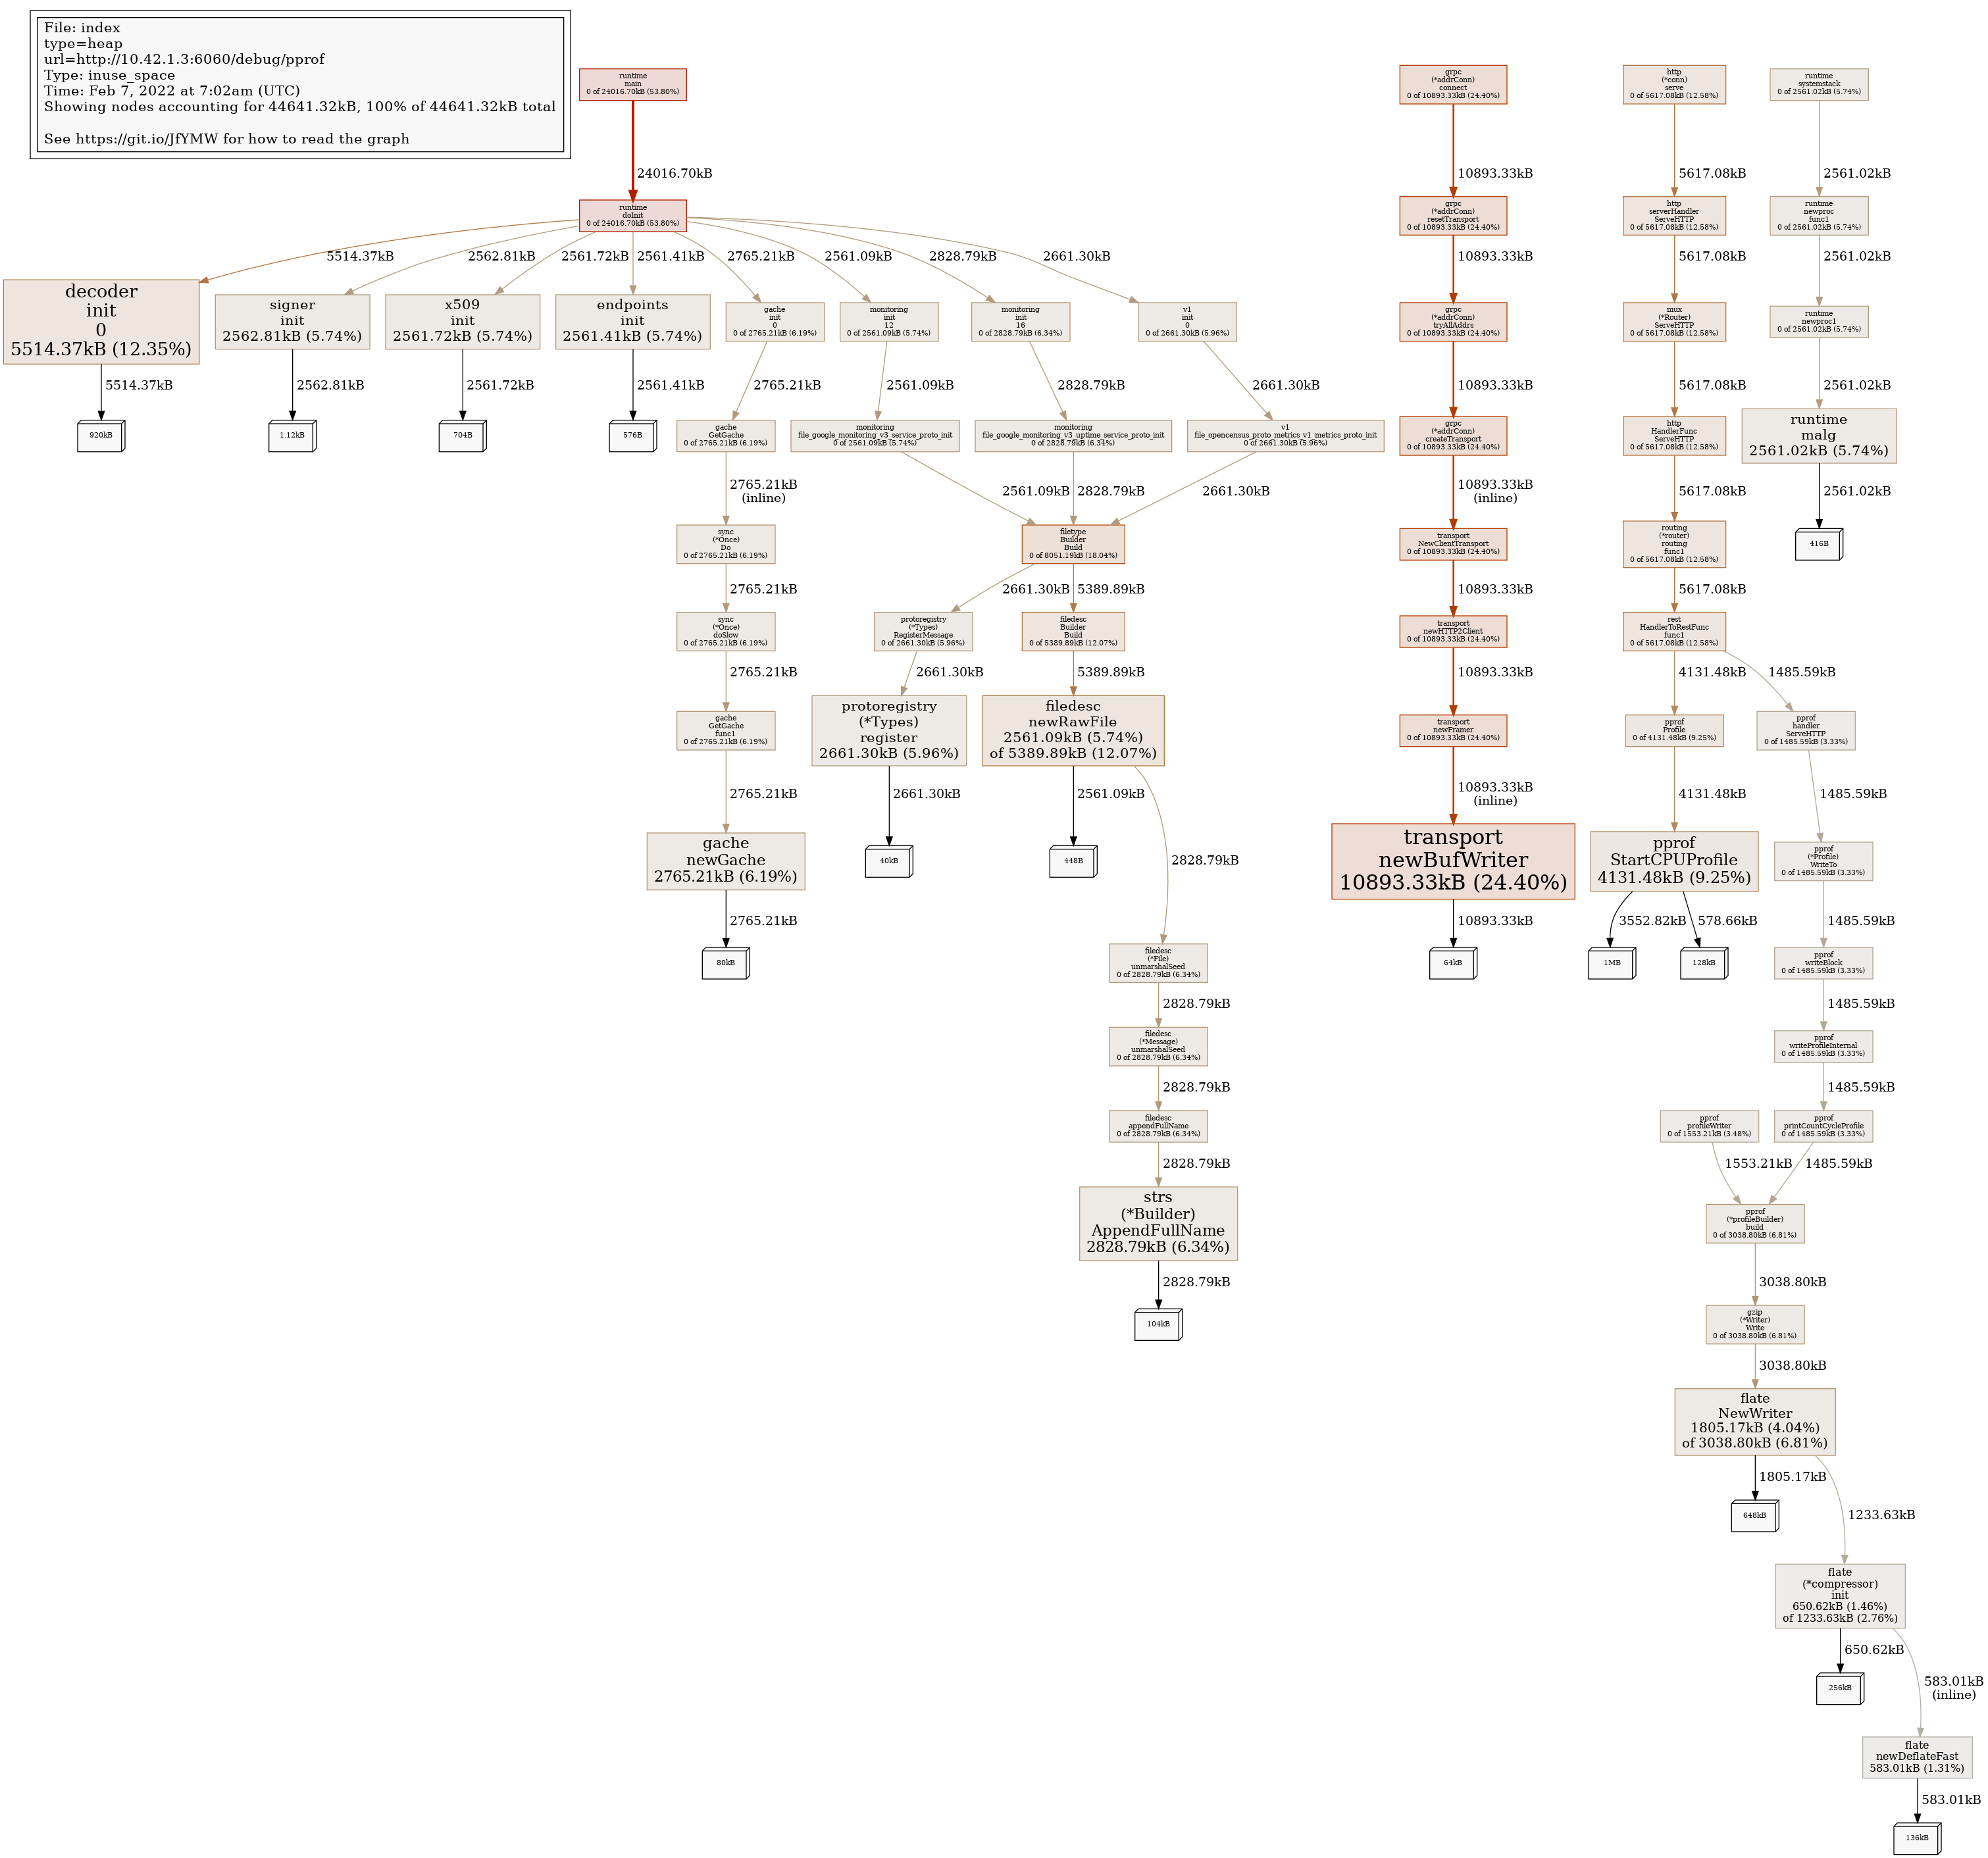 File: index
type=heap
url=http://10.42.1.3:6060/debug/pprof
Type: inuse_space
Time: Feb 7, 2022 at 7:02am (UTC)
Showing nodes accounting for 44641.32kB, 100% of 44641.32kB total
See https://git.io/JfYMW for how to read the graph
runtime
main
0 of 24016.70kB (53.80%)
24016.70kB
runtime
doInit
0 of 24016.70kB (53.80%)
5514.37kB
2562.81kB
2561.72kB
2561.41kB
2765.21kB
2561.09kB
2828.79kB
2661.30kB
decoder
init
0
5514.37kB (12.35%)
5514.37kB
920kB
signer
init
2562.81kB (5.74%)
2562.81kB
1.12kB
x509
init
2561.72kB (5.74%)
2561.72kB
704B
endpoints
init
2561.41kB (5.74%)
2561.41kB
576B
gache
init
0
0 of 2765.21kB (6.19%)
2765.21kB
gache
GetGache
0 of 2765.21kB (6.19%)
2765.21kB
(inline)
sync
(*Once)
Do
0 of 2765.21kB (6.19%)
2765.21kB
sync
(*Once)
doSlow
0 of 2765.21kB (6.19%)
2765.21kB
gache
GetGache
func1
0 of 2765.21kB (6.19%)
2765.21kB
gache
newGache
2765.21kB (6.19%)
2765.21kB
80kB
monitoring
init
12
0 of 2561.09kB (5.74%)
2561.09kB
monitoring
file_google_monitoring_v3_service_proto_init
0 of 2561.09kB (5.74%)
2561.09kB
monitoring
init
16
0 of 2828.79kB (6.34%)
2828.79kB
monitoring
file_google_monitoring_v3_uptime_service_proto_init
0 of 2828.79kB (6.34%)
2828.79kB
v1
init
0
0 of 2661.30kB (5.96%)
2661.30kB
v1
file_opencensus_proto_metrics_v1_metrics_proto_init
0 of 2661.30kB (5.96%)
2661.30kB
filetype
Builder
Build
0 of 8051.19kB (18.04%)
2661.30kB
5389.89kB
protoregistry
(*Types)
RegisterMessage
0 of 2661.30kB (5.96%)
2661.30kB
protoregistry
(*Types)
register
2661.30kB (5.96%)
2661.30kB
40kB
filedesc
Builder
Build
0 of 5389.89kB (12.07%)
5389.89kB
filedesc
newRawFile
2561.09kB (5.74%)
of 5389.89kB (12.07%)
2561.09kB
448B
2828.79kB
filedesc
(*File)
unmarshalSeed
0 of 2828.79kB (6.34%)
2828.79kB
filedesc
(*Message)
unmarshalSeed
0 of 2828.79kB (6.34%)
2828.79kB
filedesc
appendFullName
0 of 2828.79kB (6.34%)
2828.79kB
strs
(*Builder)
AppendFullName
2828.79kB (6.34%)
2828.79kB
104kB
grpc
(*addrConn)
connect
0 of 10893.33kB (24.40%)
10893.33kB
grpc
(*addrConn)
resetTransport
0 of 10893.33kB (24.40%)
10893.33kB
grpc
(*addrConn)
tryAllAddrs
0 of 10893.33kB (24.40%)
10893.33kB
grpc
(*addrConn)
createTransport
0 of 10893.33kB (24.40%)
10893.33kB
(inline)
transport
NewClientTransport
0 of 10893.33kB (24.40%)
10893.33kB
transport
newHTTP2Client
0 of 10893.33kB (24.40%)
10893.33kB
transport
newFramer
0 of 10893.33kB (24.40%)
10893.33kB
(inline)
transport
newBufWriter
10893.33kB (24.40%)
10893.33kB
64kB
http
(*conn)
serve
0 of 5617.08kB (12.58%)
5617.08kB
http
serverHandler
ServeHTTP
0 of 5617.08kB (12.58%)
5617.08kB
mux
(*Router)
ServeHTTP
0 of 5617.08kB (12.58%)
5617.08kB
http
HandlerFunc
ServeHTTP
0 of 5617.08kB (12.58%)
5617.08kB
routing
(*router)
routing
func1
0 of 5617.08kB (12.58%)
5617.08kB
rest
HandlerToRestFunc
func1
0 of 5617.08kB (12.58%)
4131.48kB
1485.59kB
pprof
Profile
0 of 4131.48kB (9.25%)
4131.48kB
pprof
StartCPUProfile
4131.48kB (9.25%)
3552.82kB
578.66kB
1MB
128kB
pprof
handler
ServeHTTP
0 of 1485.59kB (3.33%)
1485.59kB
pprof
(*Profile)
WriteTo
0 of 1485.59kB (3.33%)
1485.59kB
pprof
writeBlock
0 of 1485.59kB (3.33%)
1485.59kB
pprof
writeProfileInternal
0 of 1485.59kB (3.33%)
1485.59kB
pprof
profileWriter
0 of 1553.21kB (3.48%)
1553.21kB
pprof
printCountCycleProfile
0 of 1485.59kB (3.33%)
1485.59kB
pprof
(*profileBuilder)
build
0 of 3038.80kB (6.81%)
3038.80kB
gzip
(*Writer)
Write
0 of 3038.80kB (6.81%)
3038.80kB
flate
NewWriter
1805.17kB (4.04%)
of 3038.80kB (6.81%)
1805.17kB
648kB
1233.63kB
flate
(*compressor)
init
650.62kB (1.46%)
of 1233.63kB (2.76%)
650.62kB
256kB
583.01kB
(inline)
flate
newDeflateFast
583.01kB (1.31%)
583.01kB
136kB
runtime
systemstack
0 of 2561.02kB (5.74%)
2561.02kB
runtime
newproc
func1
0 of 2561.02kB (5.74%)
2561.02kB
runtime
newproc1
0 of 2561.02kB (5.74%)
2561.02kB
runtime
malg
2561.02kB (5.74%)
2561.02kB
416B